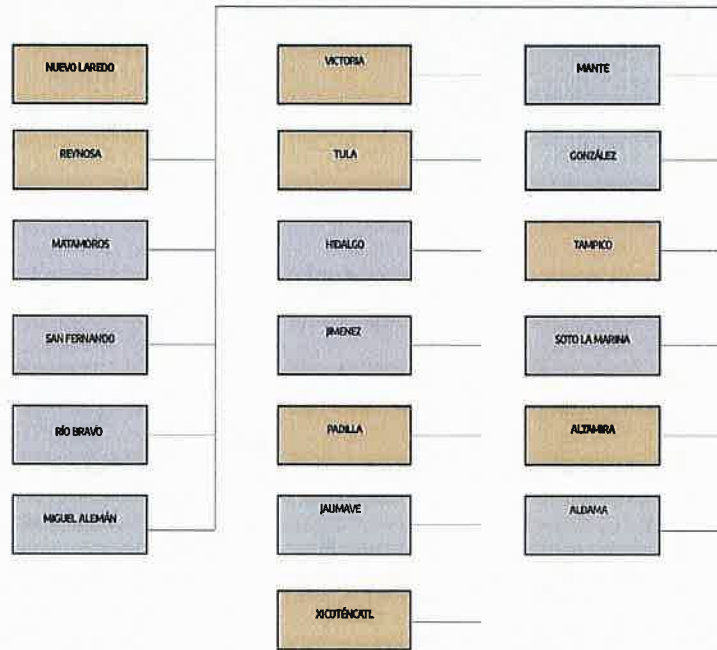 NUEVO LAREDO
REYNOSA
MATAMOROS
SAN FERNANDO
RÍO BRAVO
MIGUEL ALEMÁN
VICTORIA
TULA
HIDALGO
JIMENEZ
PADILLA
JAUMAVE
XICOTÉNCATL
MANTE
GONZÁLEZ
TAMPICO
SOTO LA MARINA
ALTAMIRA
ALDAMA